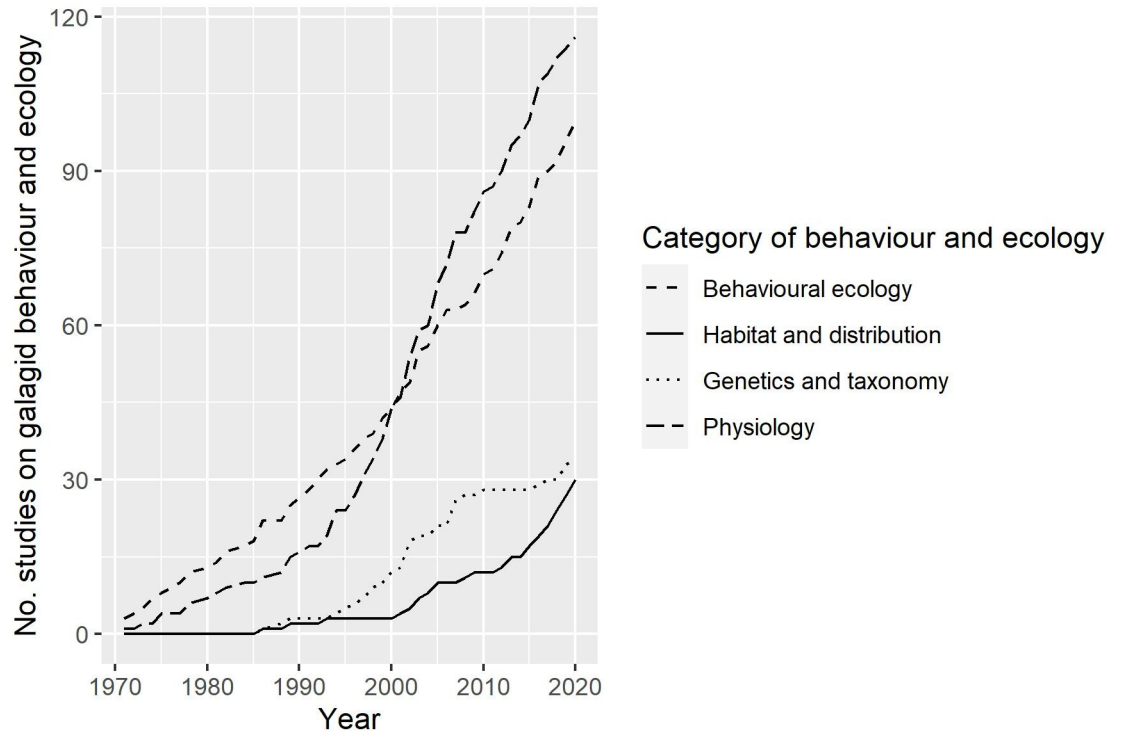 No. studies on galagid behaviour and ecology
120
90
60
30
0
1970 1980 1990 2000 2010 2020
Year
Category of behaviour and ecology
Behavioural ecology
Habitat and distribution
Genetics and taxonomy
Physiology